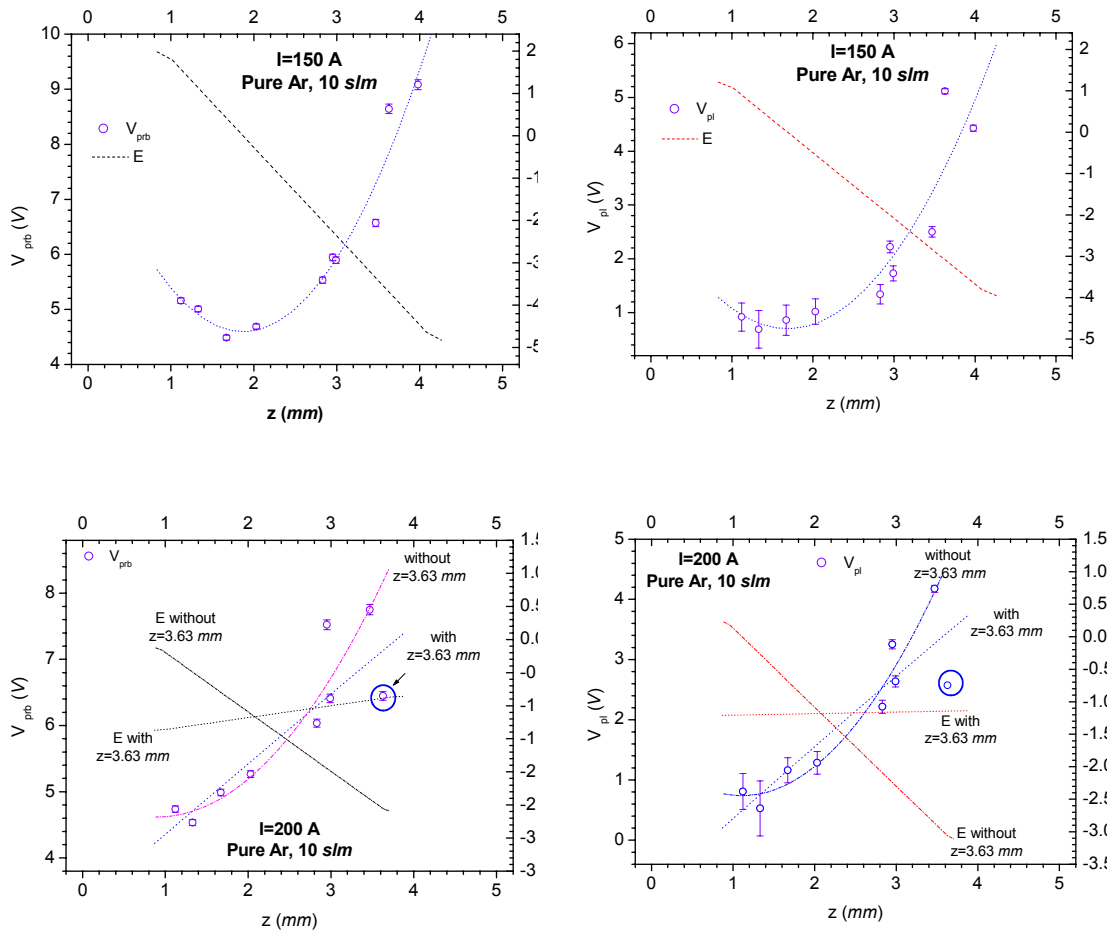 0 1 2 3 4 5
10
9
8
7
6
5
4
V_prb (V)
I=150 A
Pure Ar, 10 slm
V_prb
E
2
1
0
-1
-2
-3
-4
-5
0 1 2 3 4 5
z (mm)
0 1 2 3 4 5
6
5
4
3
2
1
V_pl (V)
I=150 A
Pure Ar, 10 slm
V_pl
E
2
1
0
-1
-2
-3
-4
-5
0 1 2 3 4 5
z (mm)
0 1 2 3 4 5
8
7
6
5
4
V_prb (V)
V_prb
without
z=3.63 mm
E without
z=3.63 mm
with
z=3.63 mm
E with
z=3.63 mm
I=200 A
Pure Ar, 10 slm
1.5
1.0
0.5
0.0
-0
-1
-1
-2
-2
-3
-3
0 1 2 3 4 5
z (mm)
0 1 2 3 4 5
5
4
3
2
1
0
V_pl (V)
I=200 A
Pure Ar, 10 slm
V_pl
without
z=3.63 mm
with
z=3.63 mm
E with
z=3.63 mm
E without
z=3.63 mm
1.5
1.0
0.5
0.0
-0.5
-1.0
-1.5
-2.0
-2.5
-3.0
-3.5
0 1 2 3 4 5
z (mm)